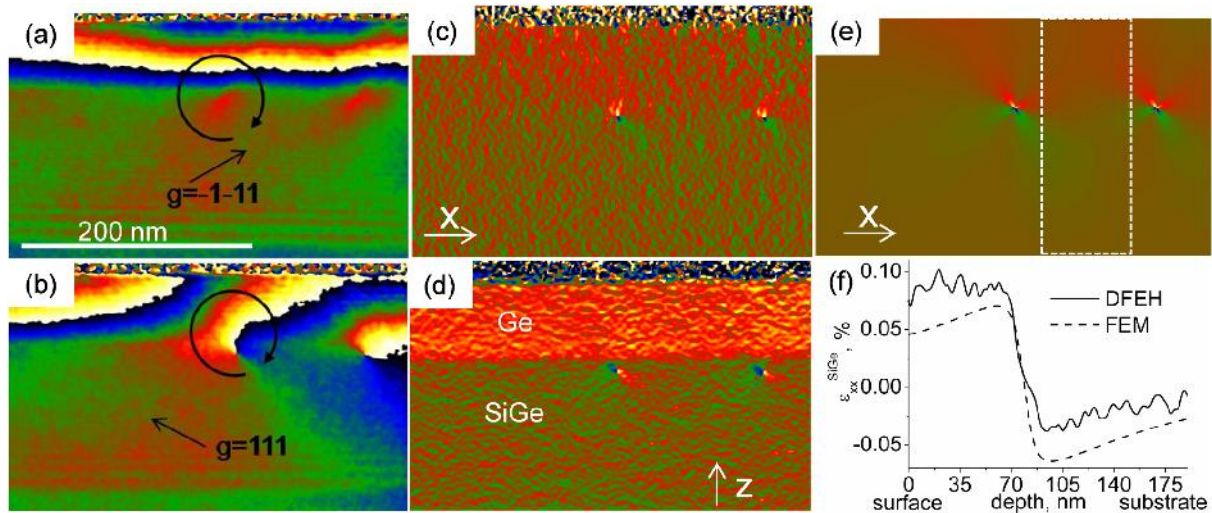 (a)
g=-1-11
200 nm
(b)
g=111
(c)
X
(d)
Ge
SiGe
Z
(e)
X
(f)
DFEH
FEM
εxx^SiGe, %
0.10
0.05
0.00
-0.05
0 35 70 105 140 175
surface depth, nm substrate